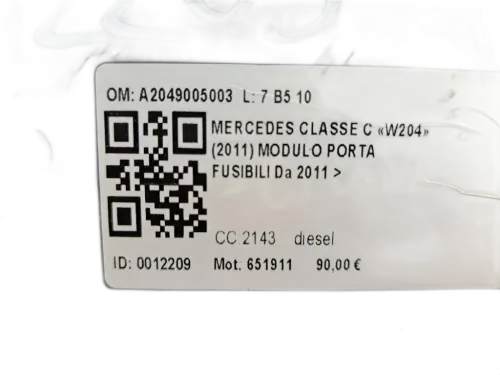 OM: A2049005003 L: 7 B5 10
MERCEDES CLASSE C «W204»
(2011) MODULO PORTA
FUSIBILI Da 2011 >
CC 2143 diesel
ID: 0012209 Mot. 651911 90,00 €